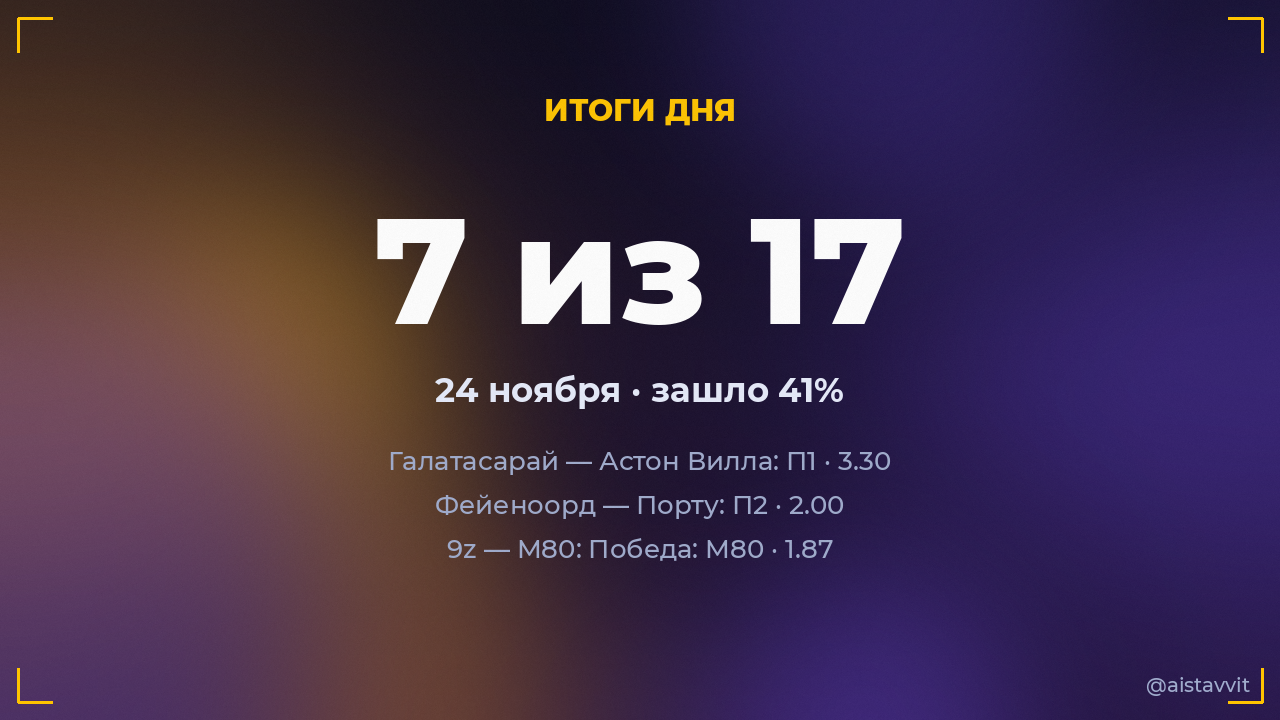 ИТОГИ ДНЯ
7 из 17
24 ноября · зашло 41%
Галатасарай — Астон Вилла: П1 · 3.30
Фейеноорд — Порту: П2 · 2.00
9z — M80: Победа: M80 · 1.87
@aistavvit